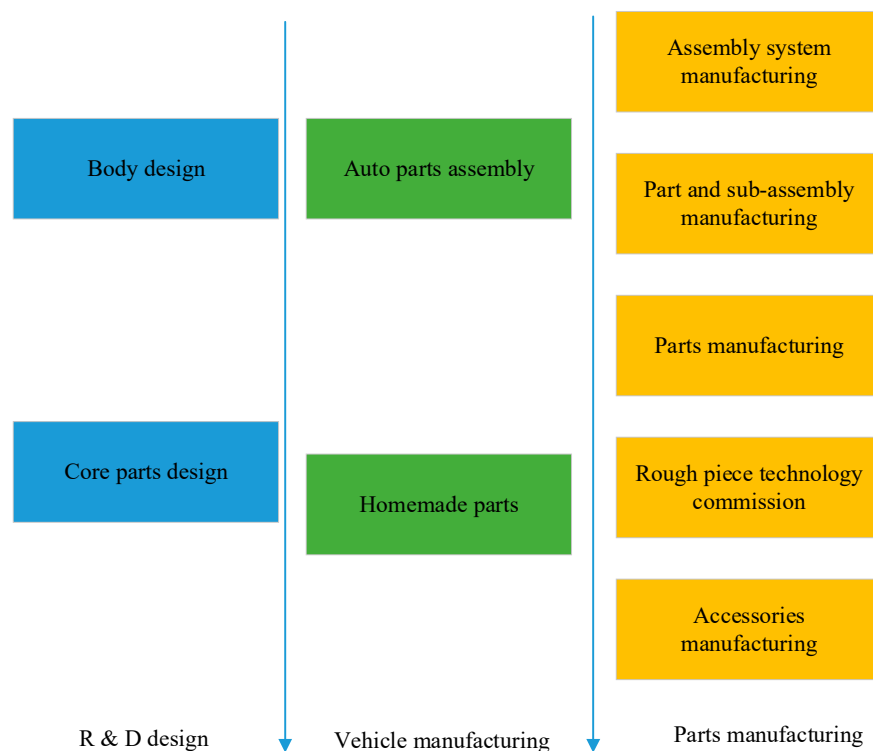 Body design
Core parts design
R & D design
Auto parts assembly
Homemade parts
Vehicle manufacturing
Assembly system
manufacturing
Part and sub-assembly
manufacturing
Parts manufacturing
Rough piece technology
commission
Accessories
manufacturing
Parts manufacturing